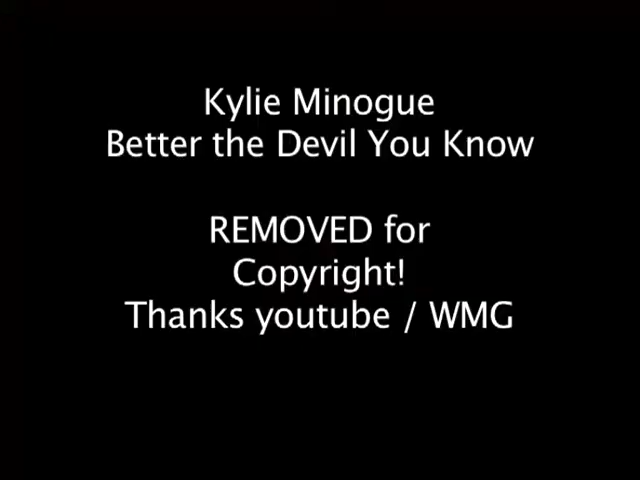 Kylie Minogue
Better the Devil You Know
REMOVED for
Copyright!
Thanks youtube / WMG